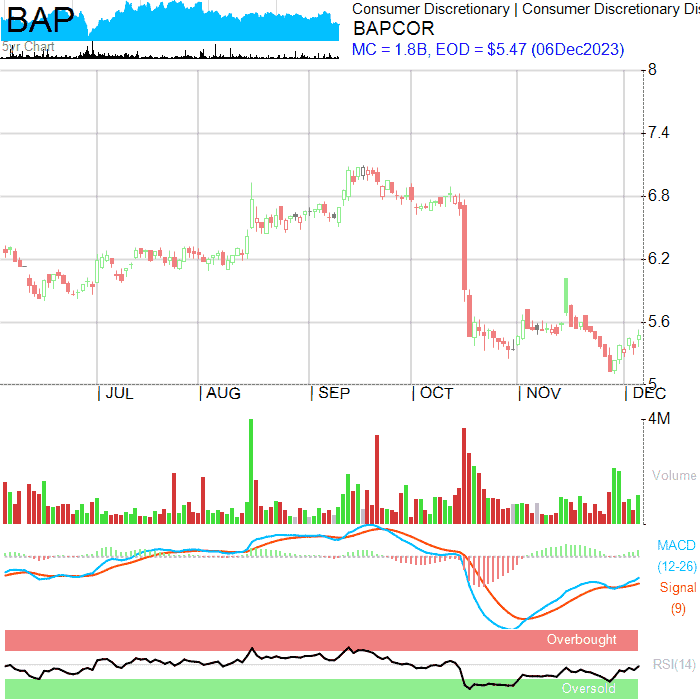 BAP
5yr Chart
Consumer Discretionary | Consumer Discretionary Dis
BAPCOR
MC = 1.8B, EOD = $5.47 (06Dec2023)
8
7.4
6.8
6.2
5.6
5
| JUL | AUG | SEP | OCT | NOV | DEC
4M
Volume
MACD
(12-26)
Signal
(9)
Overbought
RSI(14)
Oversold